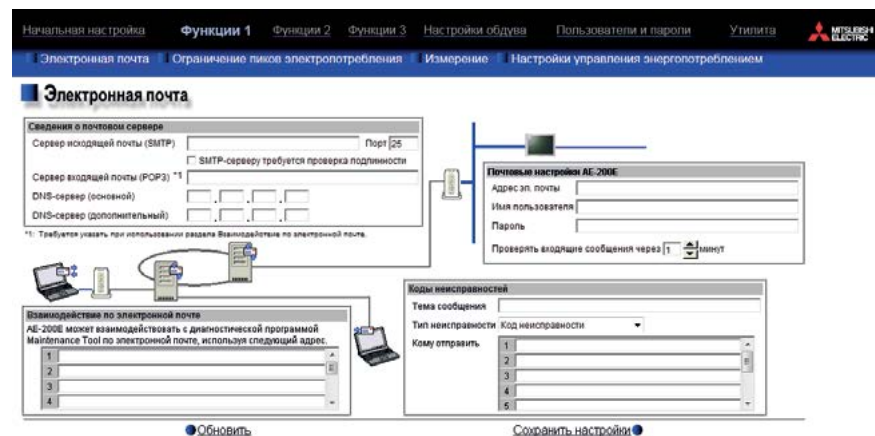 Начальная настройка Функции 1 Функции 2 Функции 3 Настройки обдува Пользователи и пароли Утилита MITSUBISHI ELECTRIC
Электронная почта Ограничение пиков электропотребления Измерение Настройки управления энергопотреблением
Электронная почта
Сведения о почтовом сервере
Сервер исходящей почты (SMTP) Порт 25
SMTP-серверу требуется проверка подлинности
Сервер входящей почты (POP3) *1
DNS-сервер (основной) . . .
DNS-сервер (дополнительный) . . .
*1: Требуется указать при использовании раздела Взаимодействие по электронной почте.
Почтовые настройки AE-200E
Адрес эл. почты
Имя пользователя
Пароль
Проверять входящие сообщения через 1 минут
Взаимодействие по электронной почте
AE-200E может взаимодействовать с диагностической программой
Maintenance Tool по электронной почте, используя следующий адрес.
1
2
3
4
Коды неисправностей
Тема сообщения
Тип неисправности Код неисправности
Кому отправить 1
2
3
4
5
Обновить Сохранить настройки